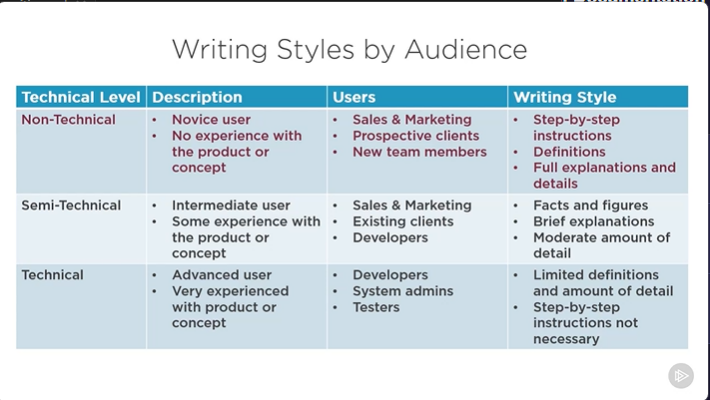 Writing Styles by Audience
Technical Level Description Users Writing Style
Non-Technical
• Novice user
• No experience with
the product or
concept
• Sales & Marketing
• Prospective clients
• New team members
• Step-by-step
instructions
• Definitions
• Full explanations and
details
Semi-Technical
• Intermediate user
• Some experience with
the product or
concept
• Sales & Marketing
• Existing clients
• Developers
• Facts and figures
• Brief explanations
• Moderate amount of
detail
Technical
• Advanced user
• Very experienced
with product or
concept
• Developers
• System admins
• Testers
• Limited definitions
and amount of detail
• Step-by-step
instructions not
necessary